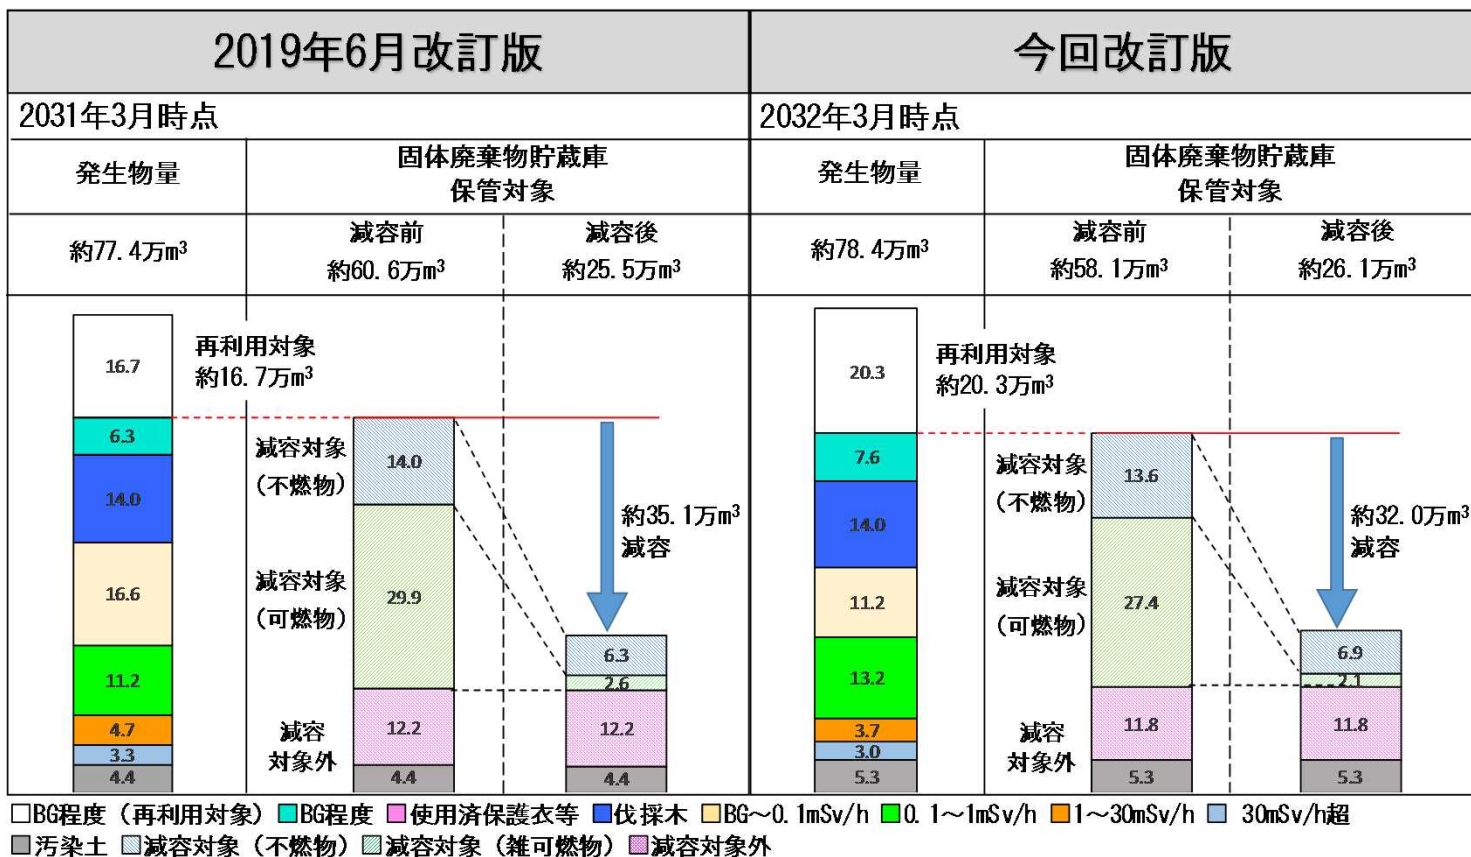 2019年6月改訂版
今回改訂版
2031年3月時点
2032年3月時点
発生物量
固体廃棄物貯蔵庫
保管対象
発生物量
固体廃棄物貯蔵庫
保管対象
約77.4万m³
減容前
約60.6万m³
減容後
約25.5万m³
約78.4万m³
減容前
約58.1万m³
減容後
約26.1万m³
16.7
6.3
14.0
16.6
11.2
4.7
3.3
4.4
再利用対象
約16.7万m³
減容対象
(不燃物)
減容対象
(可燃物)
減容
対象外
14.0
29.9
12.2
4.4
約35.1万m³
減容
6.3
2.6
12.2
4.4
20.3
7.6
14.0
11.2
13.2
3.7
3.0
5.3
再利用対象
約20.3万m³
減容対象
(不燃物)
減容対象
(可燃物)
減容
対象外
13.6
27.4
11.8
5.3
約32.0万m³
減容
6.9
2.1
11.8
5.3
BG程度（再利用対象） BG程度 使用済保護衣等 伐採木 BG～0.1mSv/h 0.1～1mSv/h 1～30mSv/h 30mSv/h超
汚染土 減容対象（不燃物） 減容対象（雑可燃物） 減容対象外